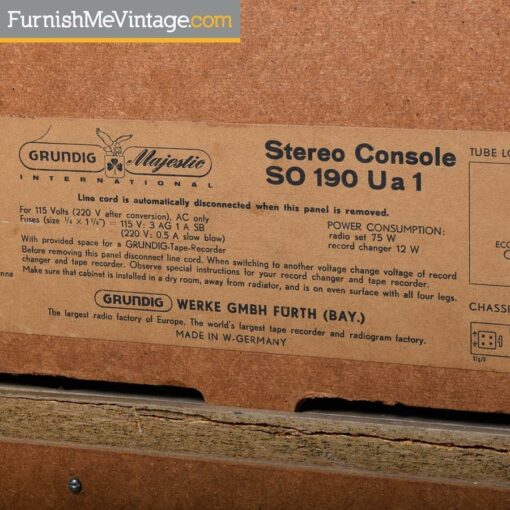 FurnishMeVintage.com
GRUNDIG Majestic
INTERNATIONAL
Stereo Console
SO 190 U a 1
TUBE LO
Line cord is automatically disconnected when this panel is removed.
For 115 Volts (220 V after conversion), AC only
Fuses (size 1/4 x 1 1/4") = 115 V: 3 AG 1 A SB
(220 V: 0.5 A slow blow)
POWER CONSUMPTION:
radio set 75 W
record changer 12 W
With provided space for a GRUNDIG-Tape-Recorder
Before removing this panel disconnect line cord. When switching to another voltage change voltage of record
changer and tape recorder. Observe special instructions for your record changer and tape recorder.
Make sure that cabinet is installed in a dry room, away from radiator, and is on even surface with all four legs.
nna
ECO
CHASSI
GRUNDIG WERKE GMBH FÜRTH (BAY.)
The largest radio factory of Europe. The world's largest tape recorder and radiogram factory.
MADE IN W-GERMANY